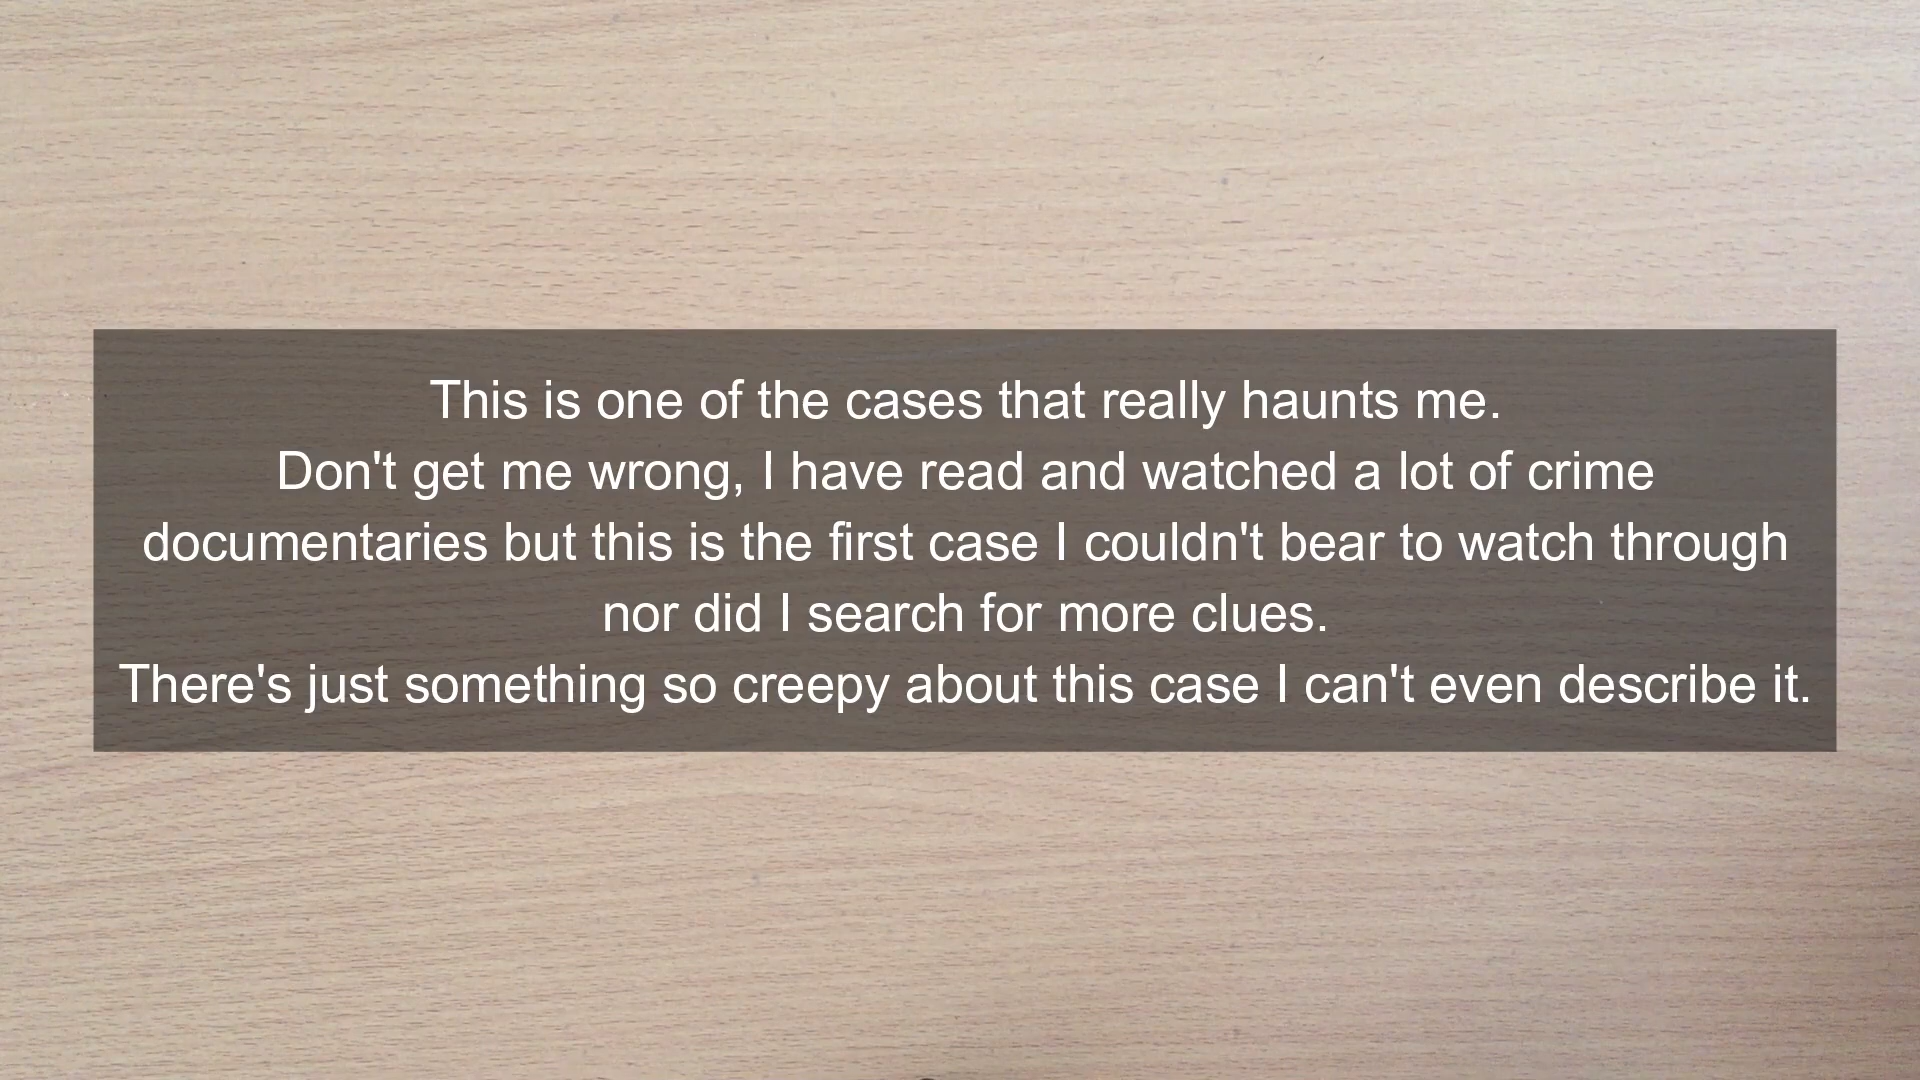 This is one of the cases that really haunts me.
Don't get me wrong, I have read and watched a lot of crime
documentaries but this is the first case I couldn't bear to watch through
nor did I search for more clues.
There's just something so creepy about this case I can't even describe it.